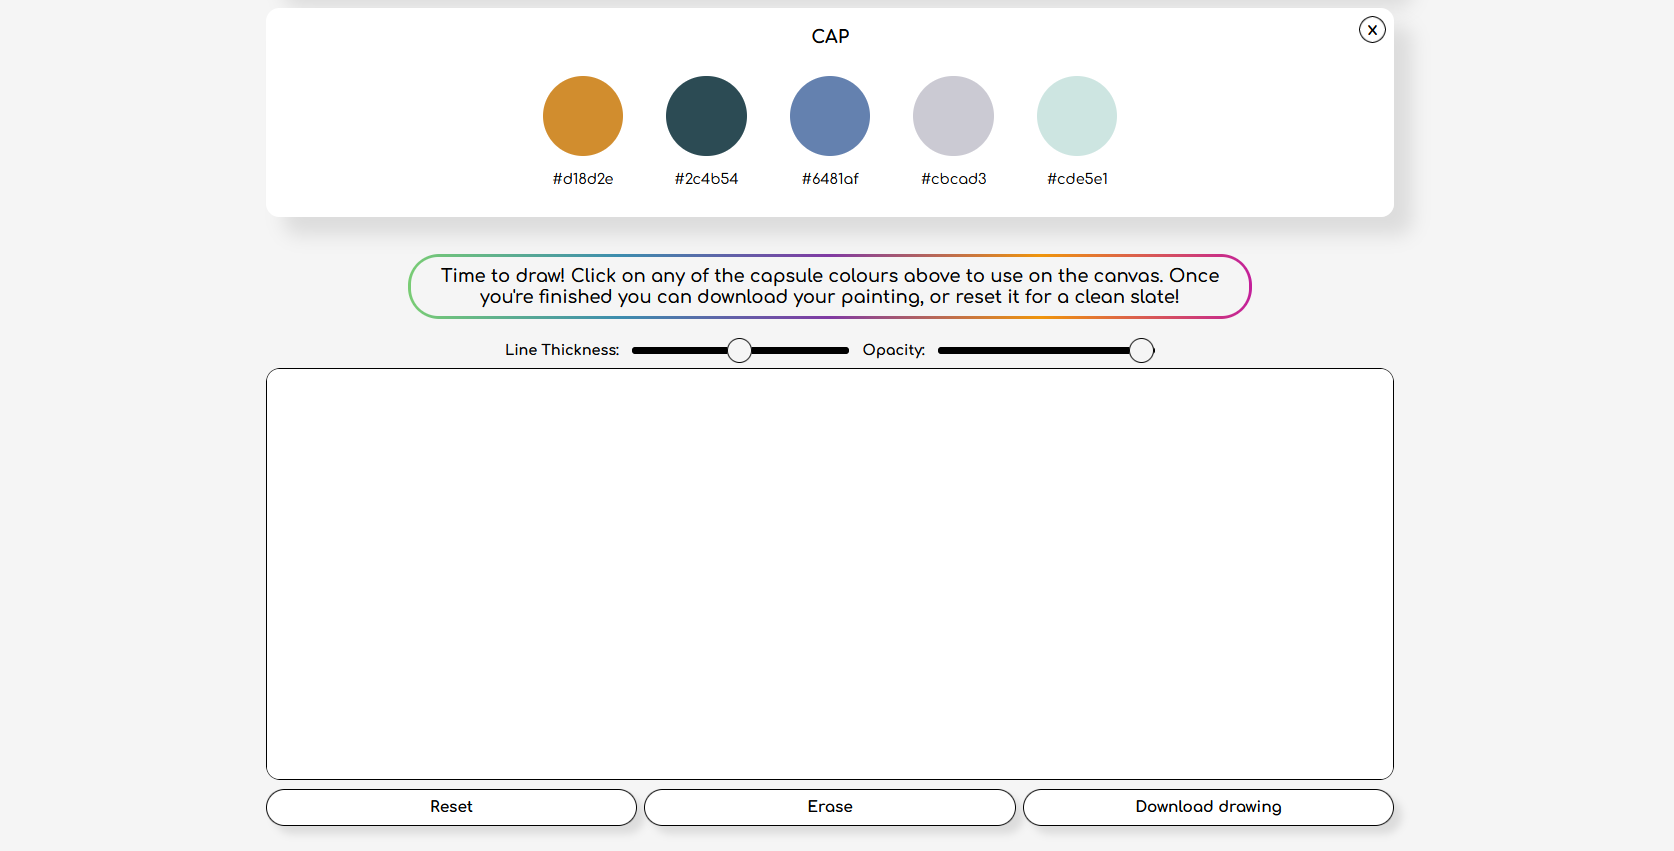 CAP
X
#d18d2e
#2c4b54
#6481af
#cbcad3
#cde5e1
Time to draw! Click on any of the capsule colours above to use on the canvas. Once
you're finished you can download your painting, or reset it for a clean slate!
Line Thickness:
Opacity:
Reset
Erase
Download drawing